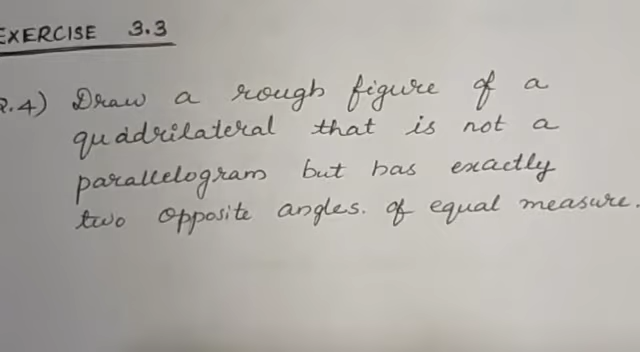 EXERCISE 3.3
Q.4) Draw a rough figure of a
quadrilateral that is not a
parallelogram but has exactly
two opposite angles. of equal measure.